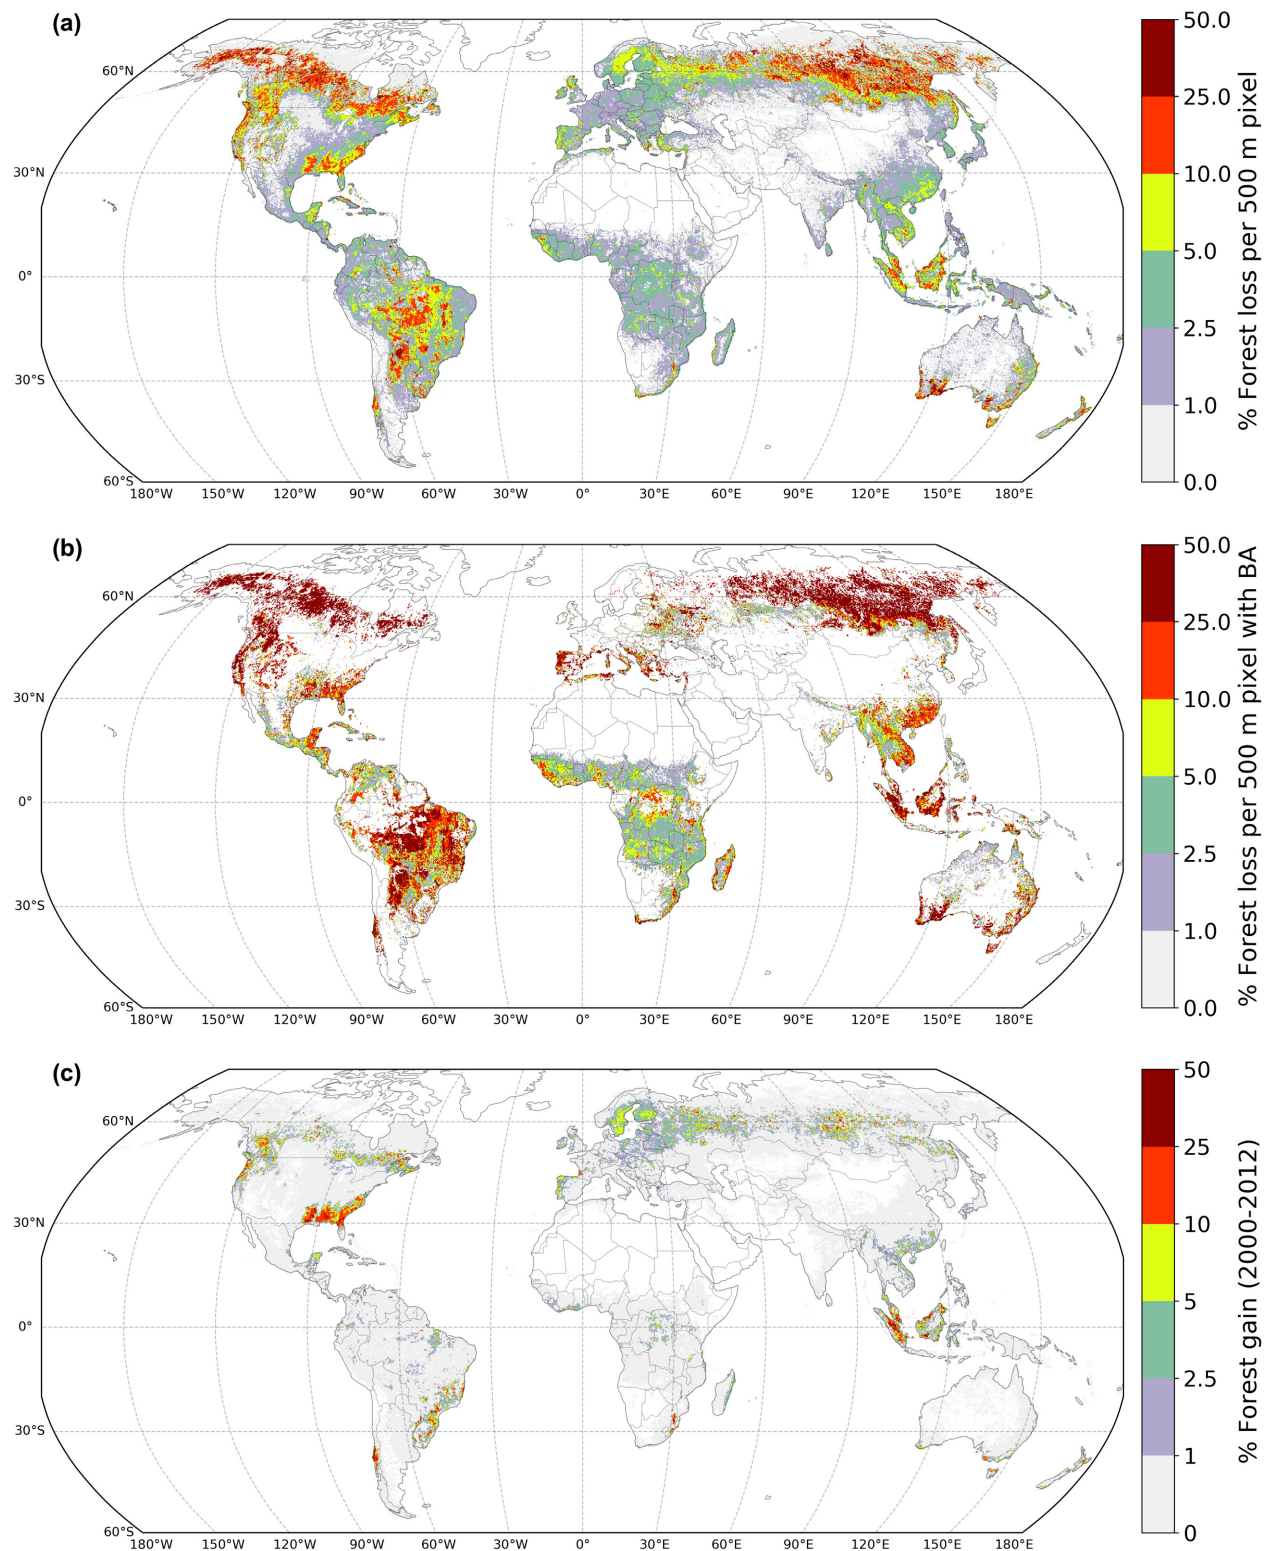 (a)
60°N
30°N
0°
30°S
60°S
180°W 150°W 120°W 90°W 60°W 30°W 0° 30°E 60°E 90°E 120°E 150°E 180°E
50.0
25.0
10.0
5.0
2.5
1.0
0.0
% Forest loss per 500 m pixel
(b)
60°N
30°N
0°
30°S
60°S
180°W 150°W 120°W 90°W 60°W 30°W 0° 30°E 60°E 90°E 120°E 150°E 180°E
50.0
25.0
10.0
5.0
2.5
1.0
0.0
% Forest loss per 500 m pixel with BA
(c)
60°N
30°N
0°
30°S
60°S
180°W 150°W 120°W 90°W 60°W 30°W 0° 30°E 60°E 90°E 120°E 150°E 180°E
50
25
10
5
2.5
1
0
% Forest gain (2000-2012)